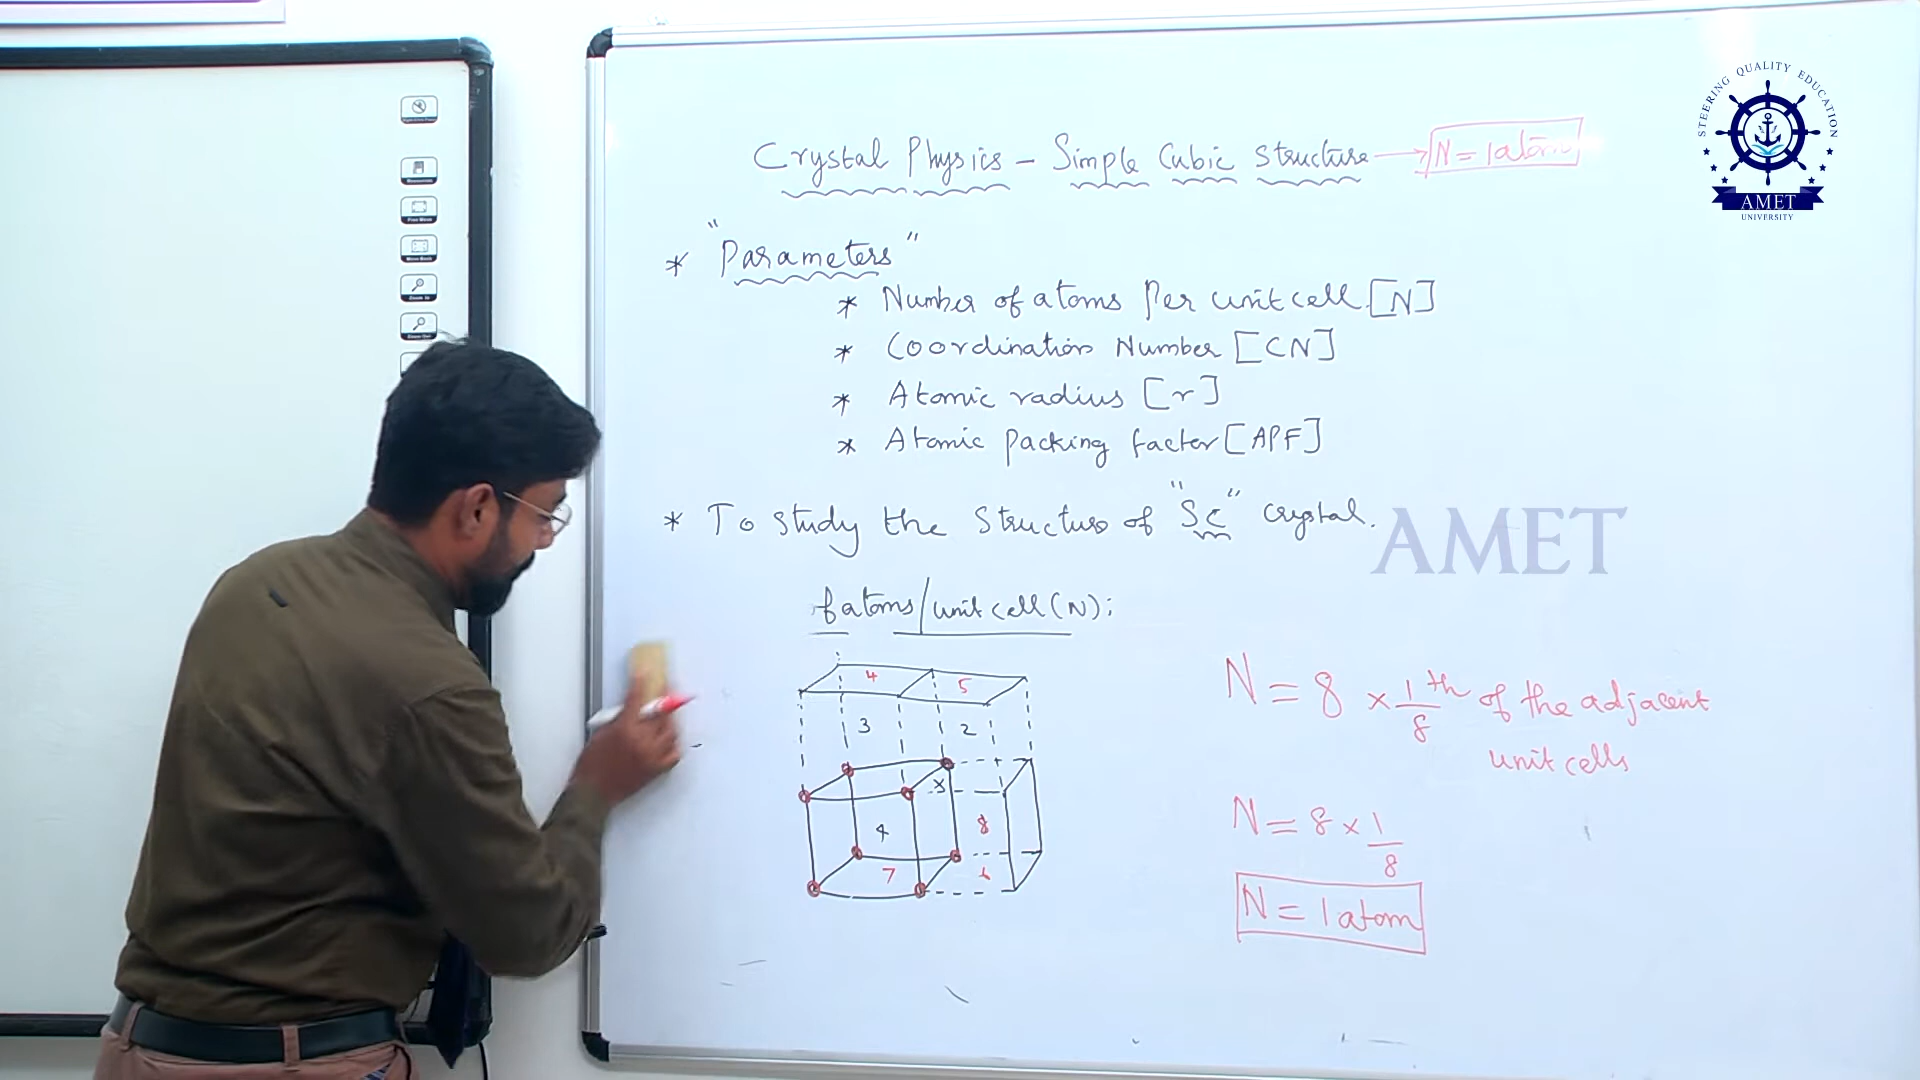 STEERING QUALITY EDUCATION
AMET
UNIVERSITY
Crystal Physics - Simple Cubic Structure → N = 1 atom
* "Parameters"
* Number of atoms Per unit cell [N]
* Coordination Number [CN]
* Atomic radius [r]
* Atomic Packing factor [APF]
* To study the structure of "SC" crystal.
AMET
f atoms/unit cell (N):
4 5
3 2
X
8
7
N = 8 × 1/8 th of the adjacent
unit cells
N = 8 × 1/8
N = 1 atom